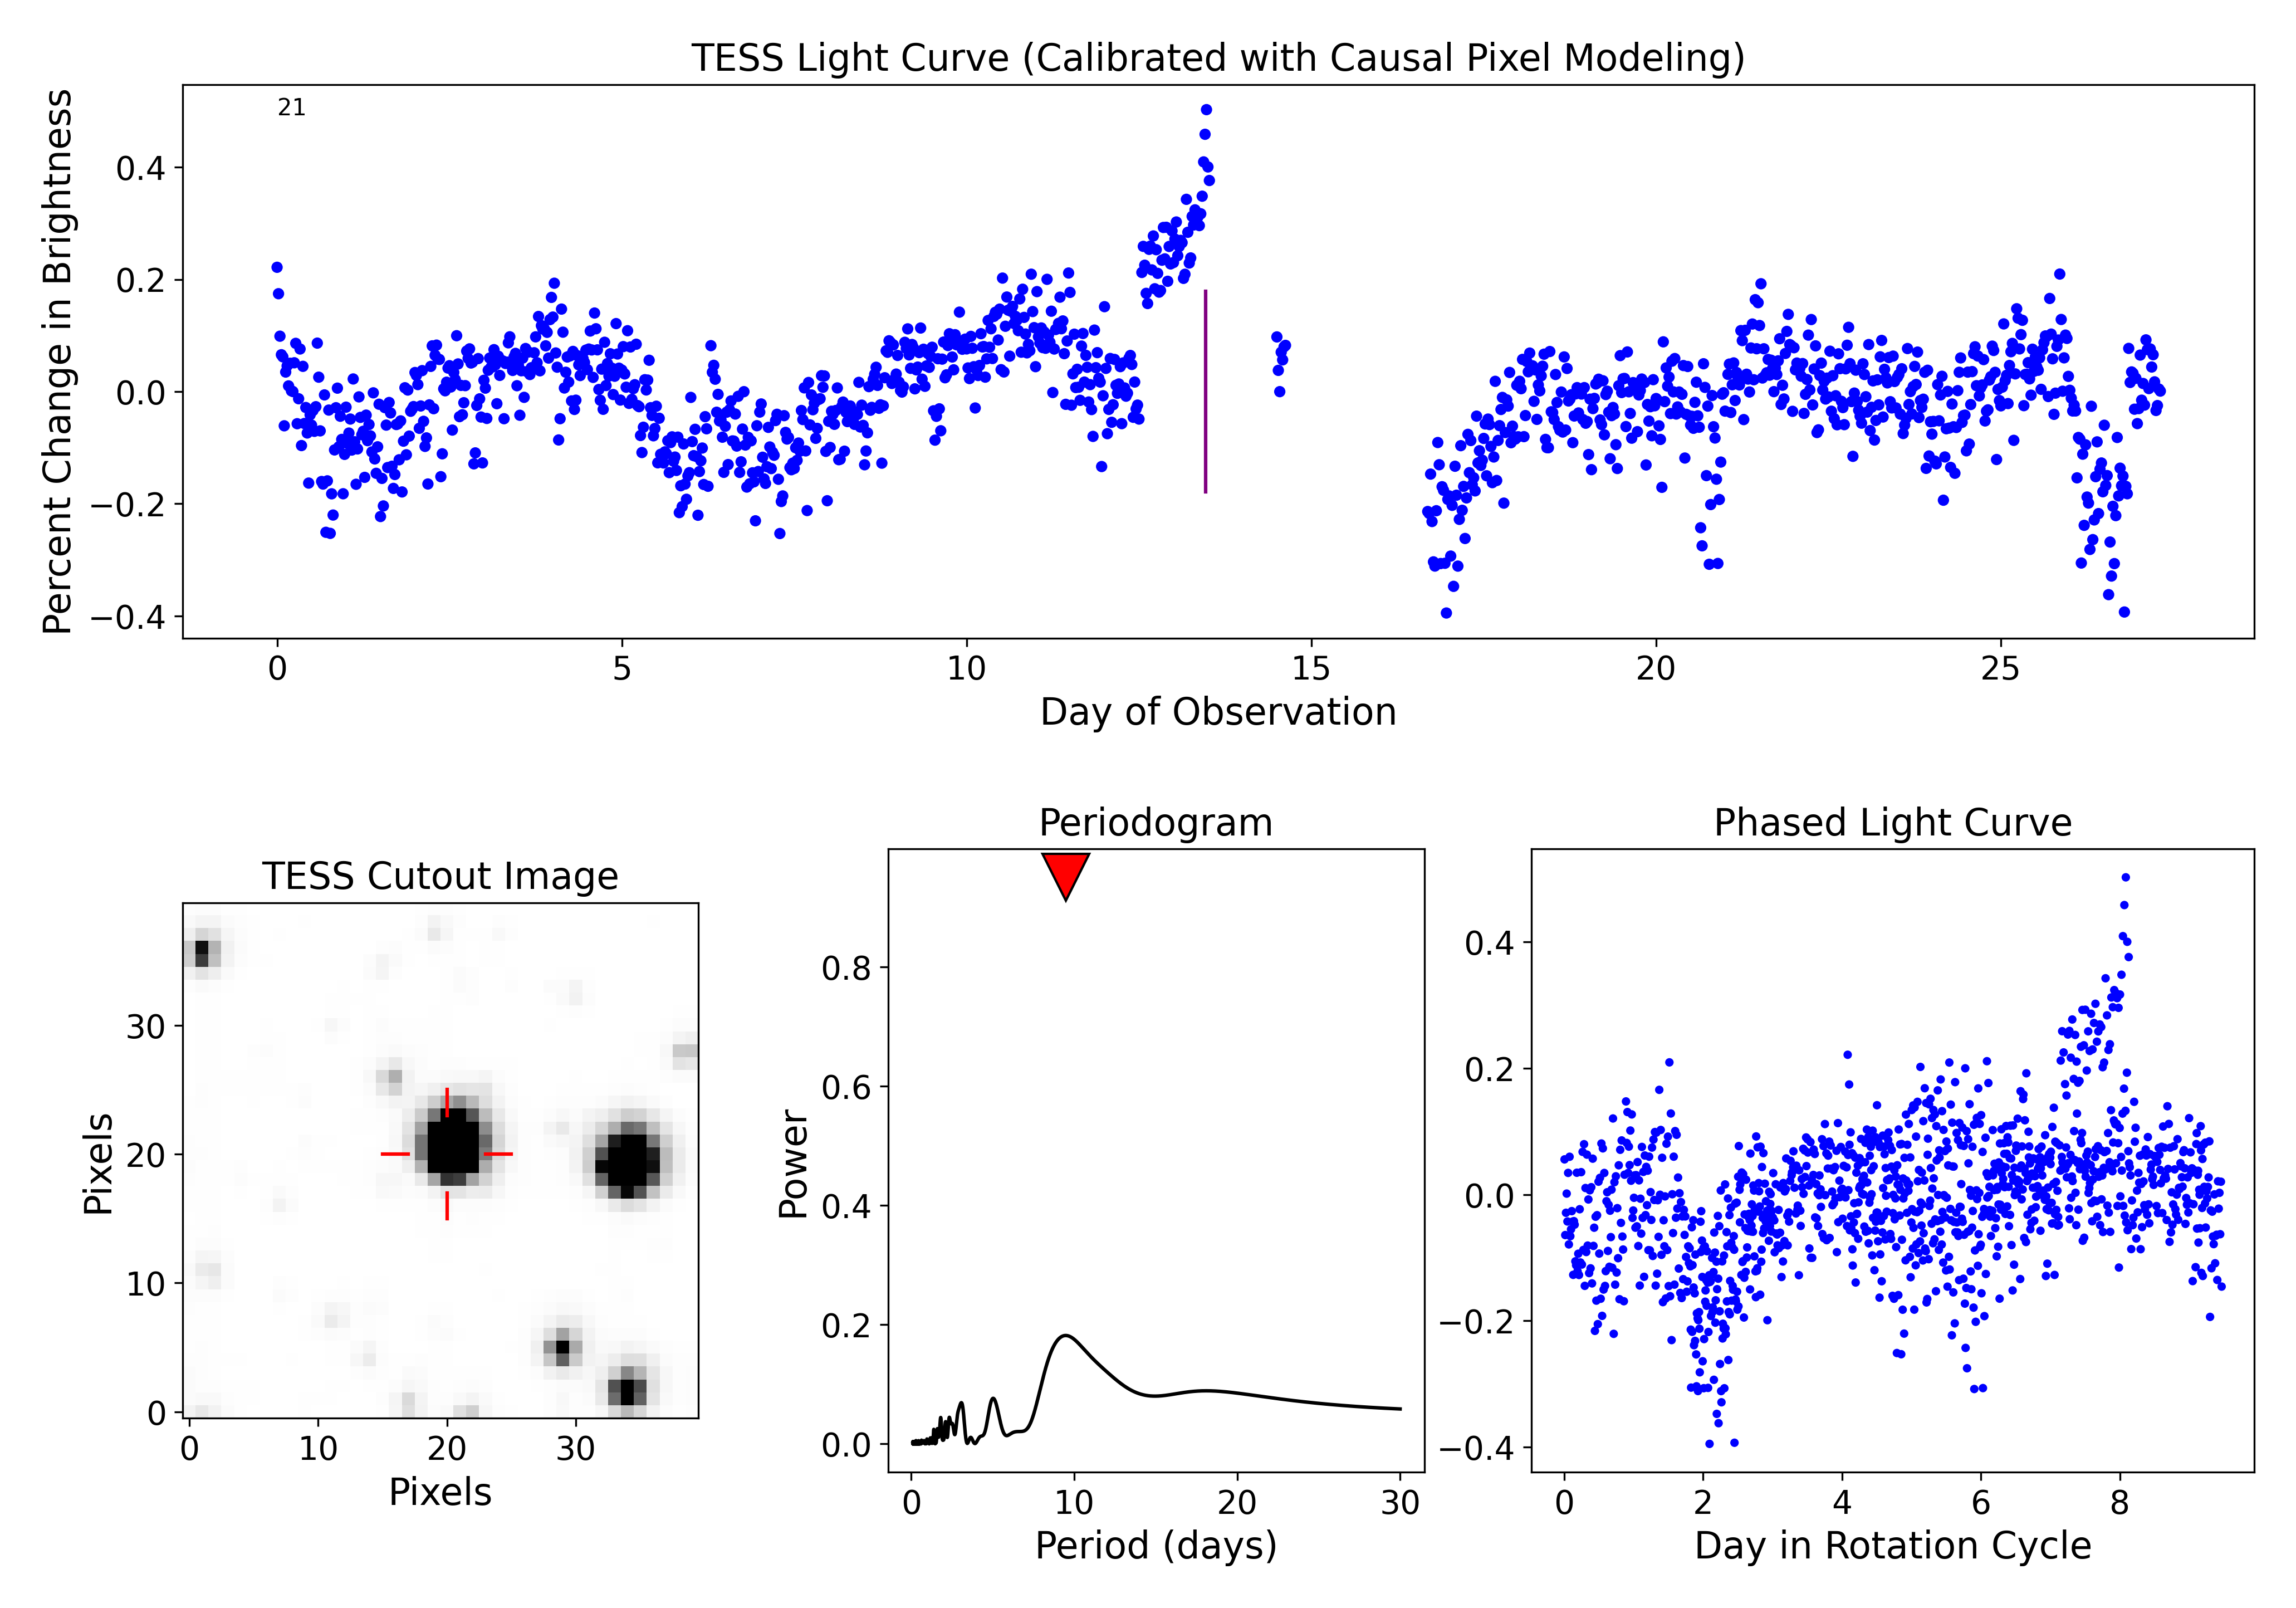 TESS Light Curve (Calibrated with Causal Pixel Modeling)
21
Percent Change in Brightness
0.4
0.2
0.0
−0.2
−0.4
0 5 10 15 20 25
Day of Observation
TESS Cutout Image
Pixels
30
20
10
0
0 10 20 30
Pixels
Periodogram
Power
0.8
0.6
0.4
0.2
0.0
0 10 20 30
Period (days)
Phased Light Curve
0.4
0.2
0.0
−0.2
−0.4
0 2 4 6 8
Day in Rotation Cycle